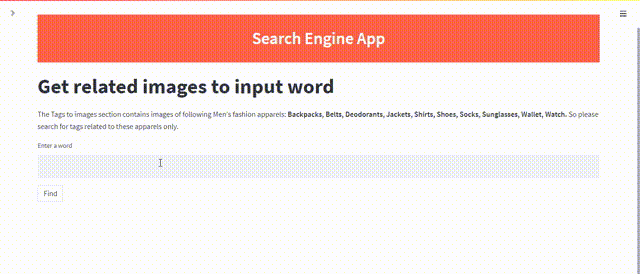 Search Engine App
Get related images to input word
The Tags to images section contains images of following Men's fashion apparels: Backpacks, Belts, Deodorants, Jackets, Shirts, Shoes, Socks, Sunglasses, Wallet, Watch. So please
search for tags related to these apparels only.
Enter a word
Find